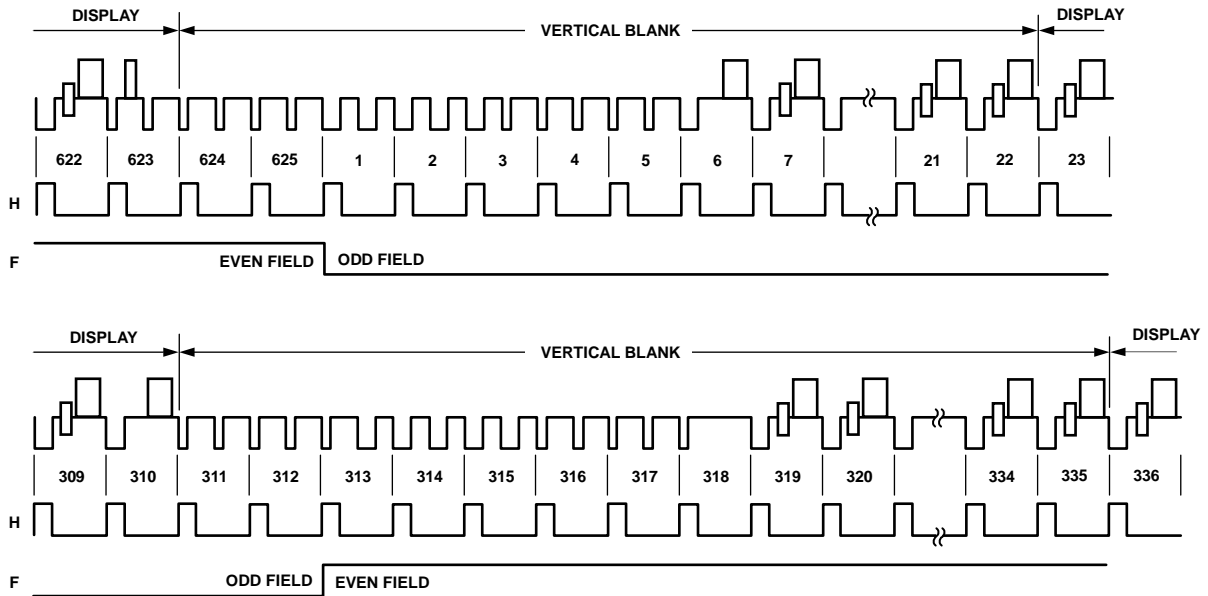 DISPLAY VERTICAL BLANK DISPLAY
622 623 624 625 1 2 3 4 5 6 7 21 22 23
H
F EVEN FIELD ODD FIELD
DISPLAY VERTICAL BLANK DISPLAY
309 310 311 312 313 314 315 316 317 318 319 320 334 335 336
H
F ODD FIELD EVEN FIELD